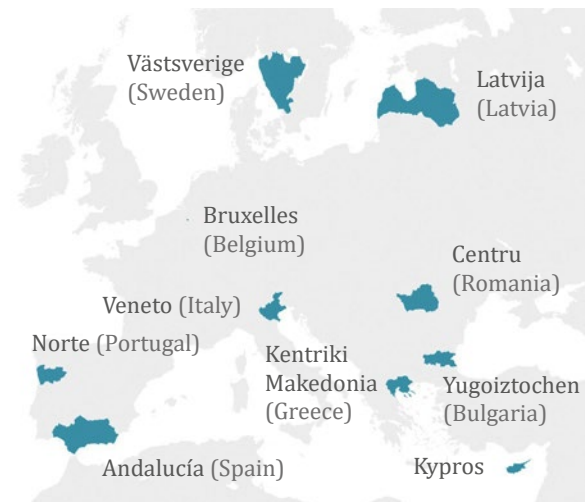 Västsverige
(Sweden)
Latvija
(Latvia)
Bruxelles
(Belgium)
Centru
(Romania)
Veneto (Italy)
Norte (Portugal)
Kentriki
Makedonia
(Greece)
Yugoiztochen
(Bulgaria)
Andalucía (Spain)
Kypros